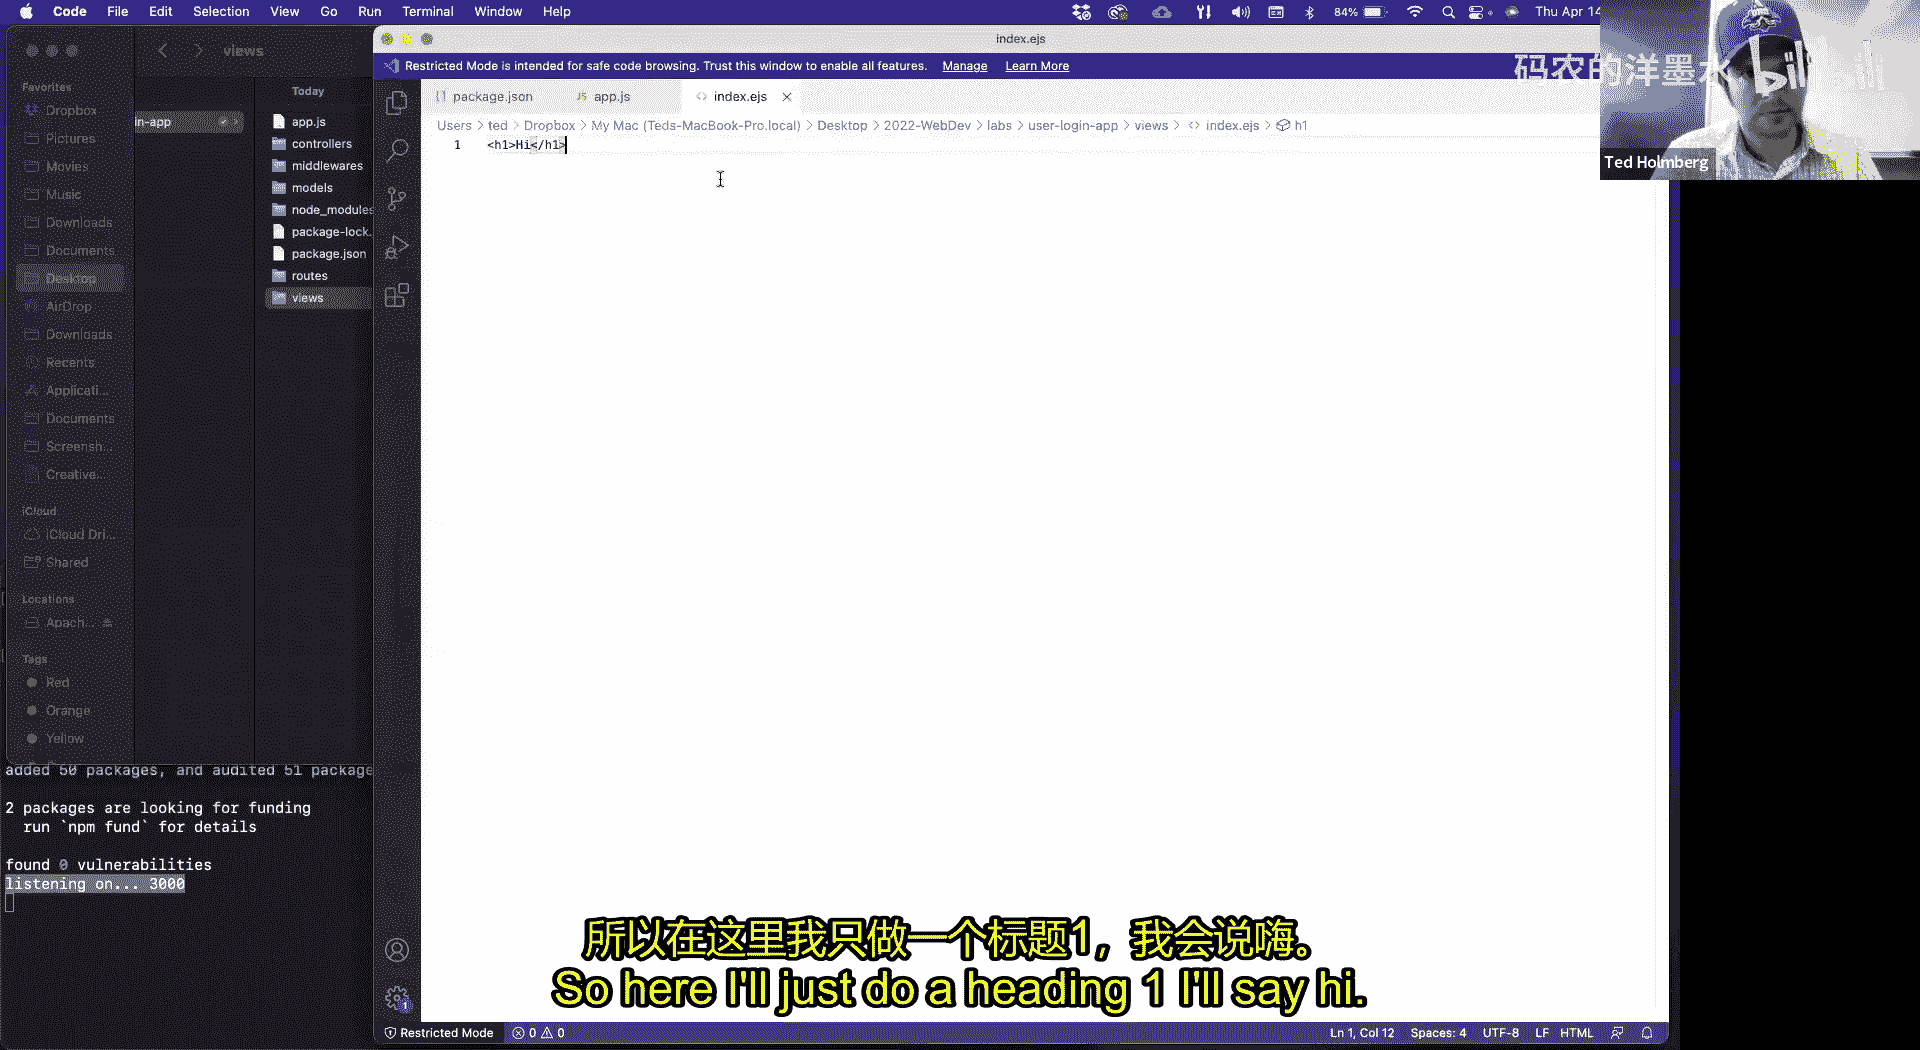 Code File Edit Selection View Go Run Terminal Window Help 84% Thu Apr 14
views
index.ejs
Restricted Mode is intended for safe code browsing. Trust this window to enable all features. Manage Learn More
码农的洋墨水 bilibili
Ted Holmberg
Favorites
Dropbox
Pictures
Movies
Music
Downloads
Documents
Desktop
AirDrop
Downloads
Recents
Applicati...
Documents
Screensh...
Creative...
iCloud
iCloud Dri...
Shared
Locations
Apach...
Tags
Red
Orange
Yellow
in-app
Today
app.js
controllers
middlewares
models
node_modules
package-lock.
package.json
routes
views
package.json JS app.js <> index.ejs
Users > ted > Dropbox > My Mac (Teds-MacBook-Pro.local) > Desktop > 2022-WebDev > labs > user-login-app > views > <> index.ejs > h1
1 <h1>Hi</h1>
added 50 packages, and audited 51 package
2 packages are looking for funding
run `npm fund` for details
found 0 vulnerabilities
listening on... 3000
所以在这里我只做一个标题1，我会说嗨。
So here I'll just do a heading 1 I'll say hi.
1
Restricted Mode 0 0 Ln 1, Col 12 Spaces: 4 UTF-8 LF HTML